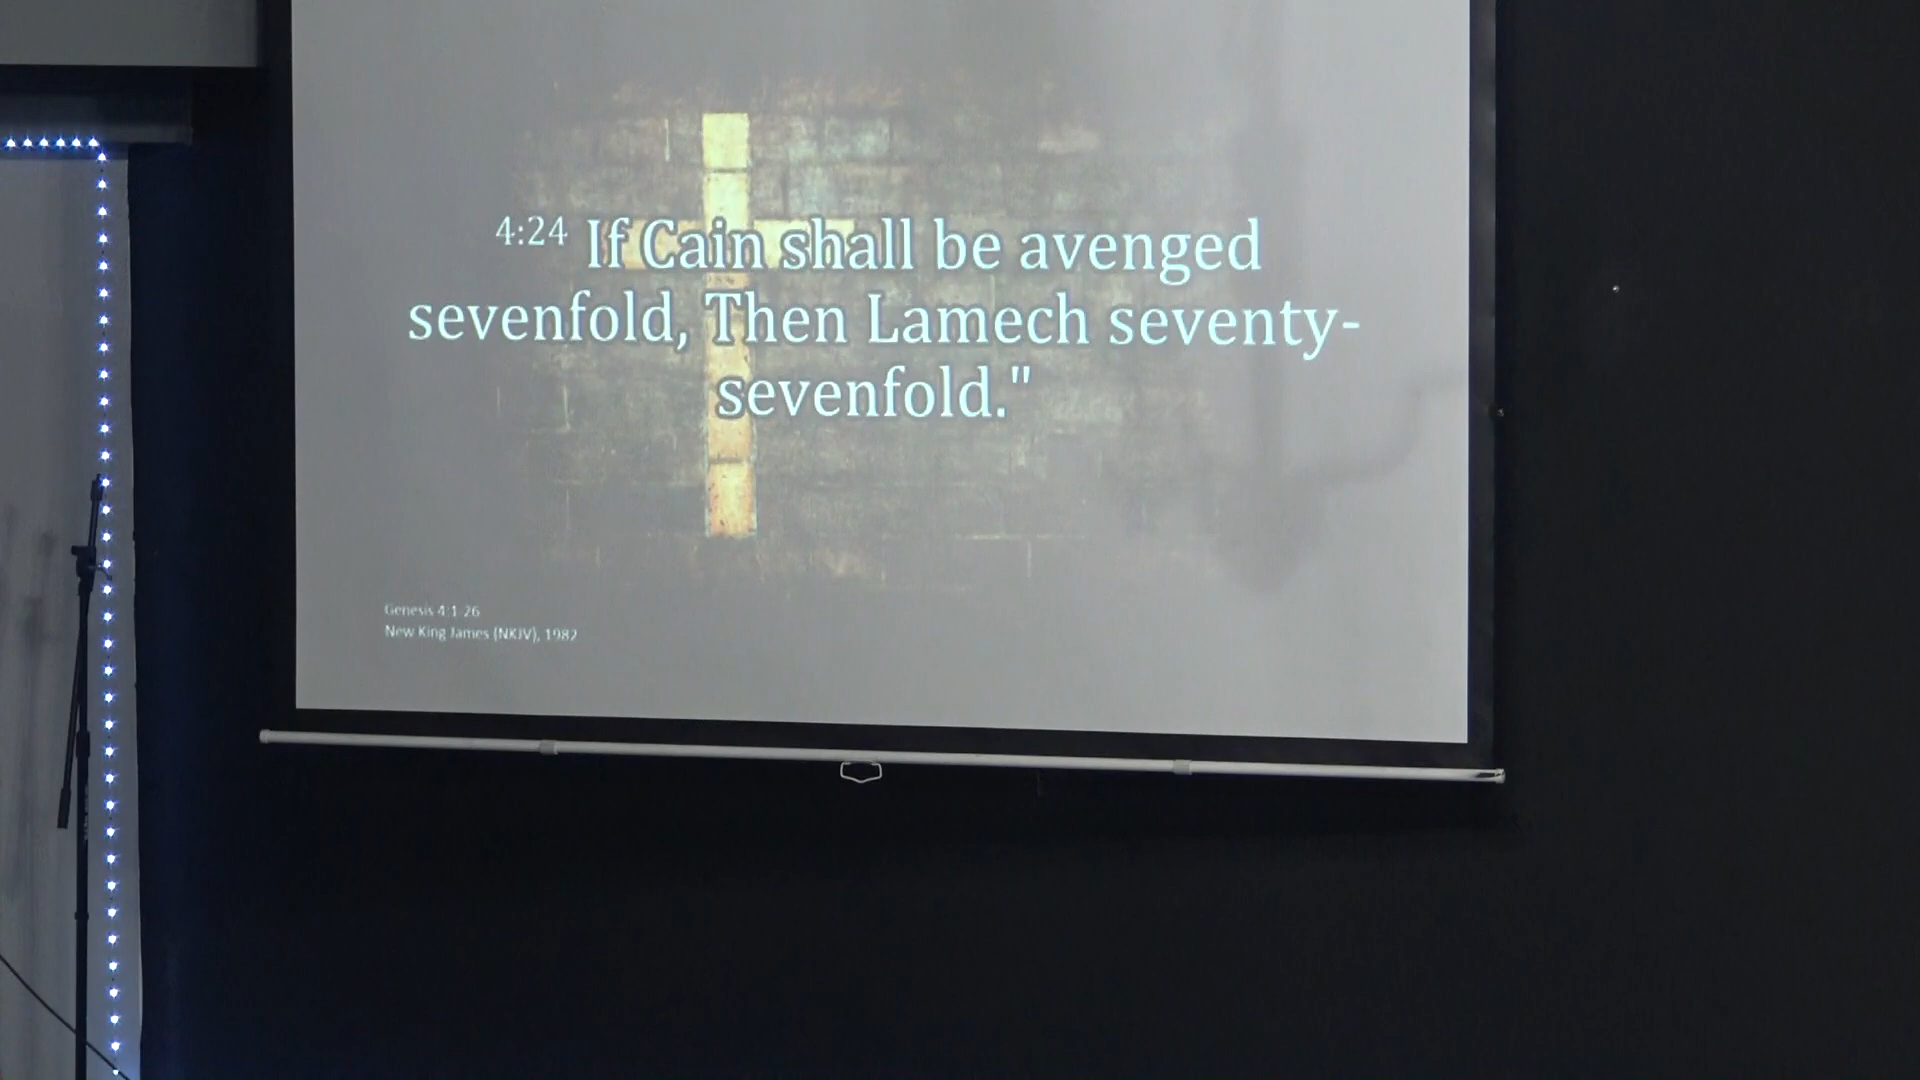 4:24 If Cain shall be avenged
sevenfold, Then Lamech seventy-
sevenfold."
Genesis 4:1 26
New King James (NKJV), 1982